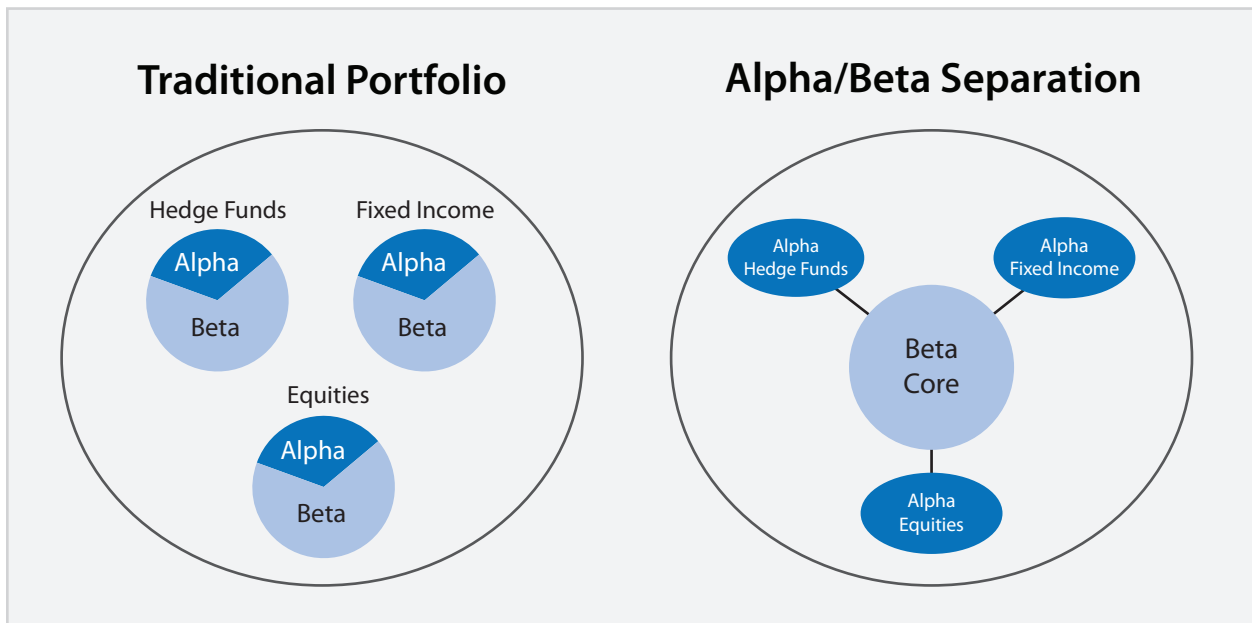 Traditional Portfolio
Hedge Funds
Alpha
Beta
Fixed Income
Alpha
Beta
Equities
Alpha
Beta
Alpha/Beta Separation
Alpha
Hedge Funds
Alpha
Fixed Income
Beta
Core
Alpha
Equities